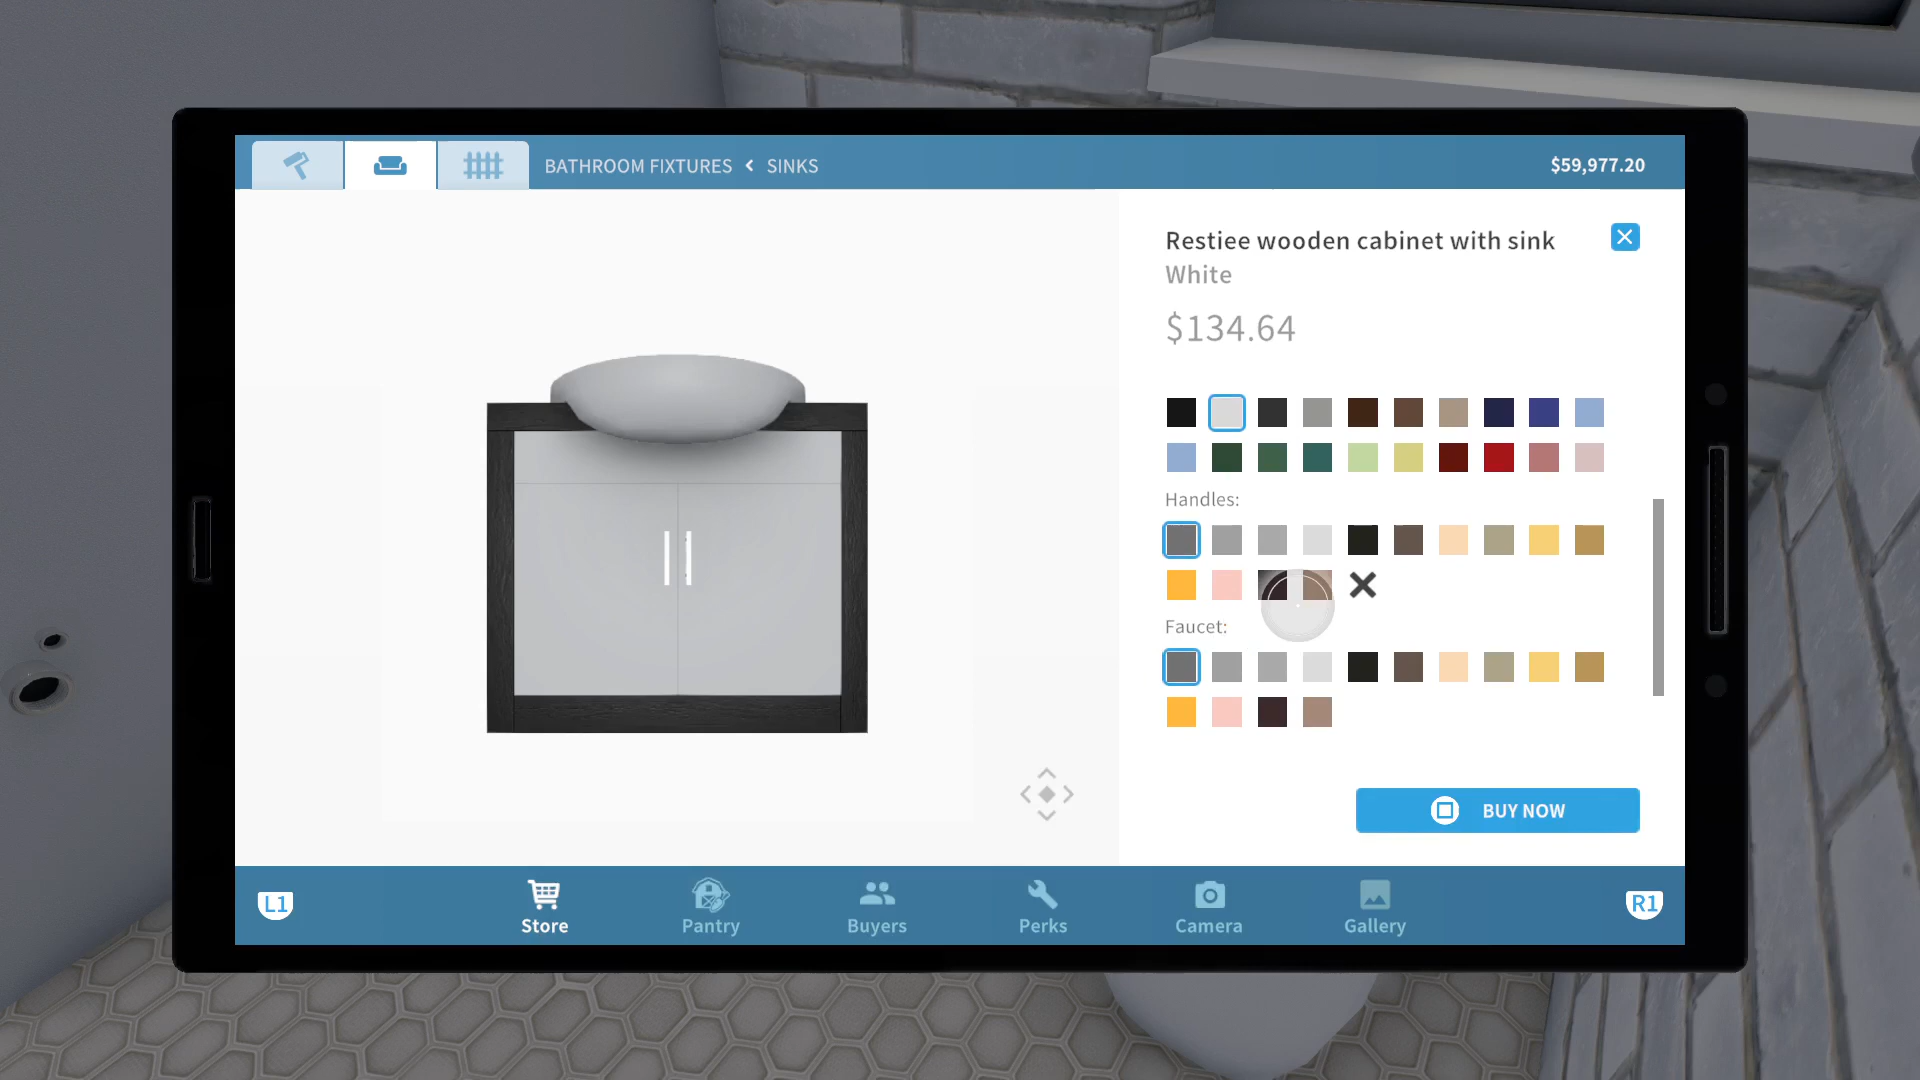 BATHROOM FIXTURES < SINKS
$59,977.20
Restiee wooden cabinet with sink
White
$134.64
Handles:
Faucet:
BUY NOW
L1
Store
Pantry
Buyers
Perks
Camera
Gallery
R1